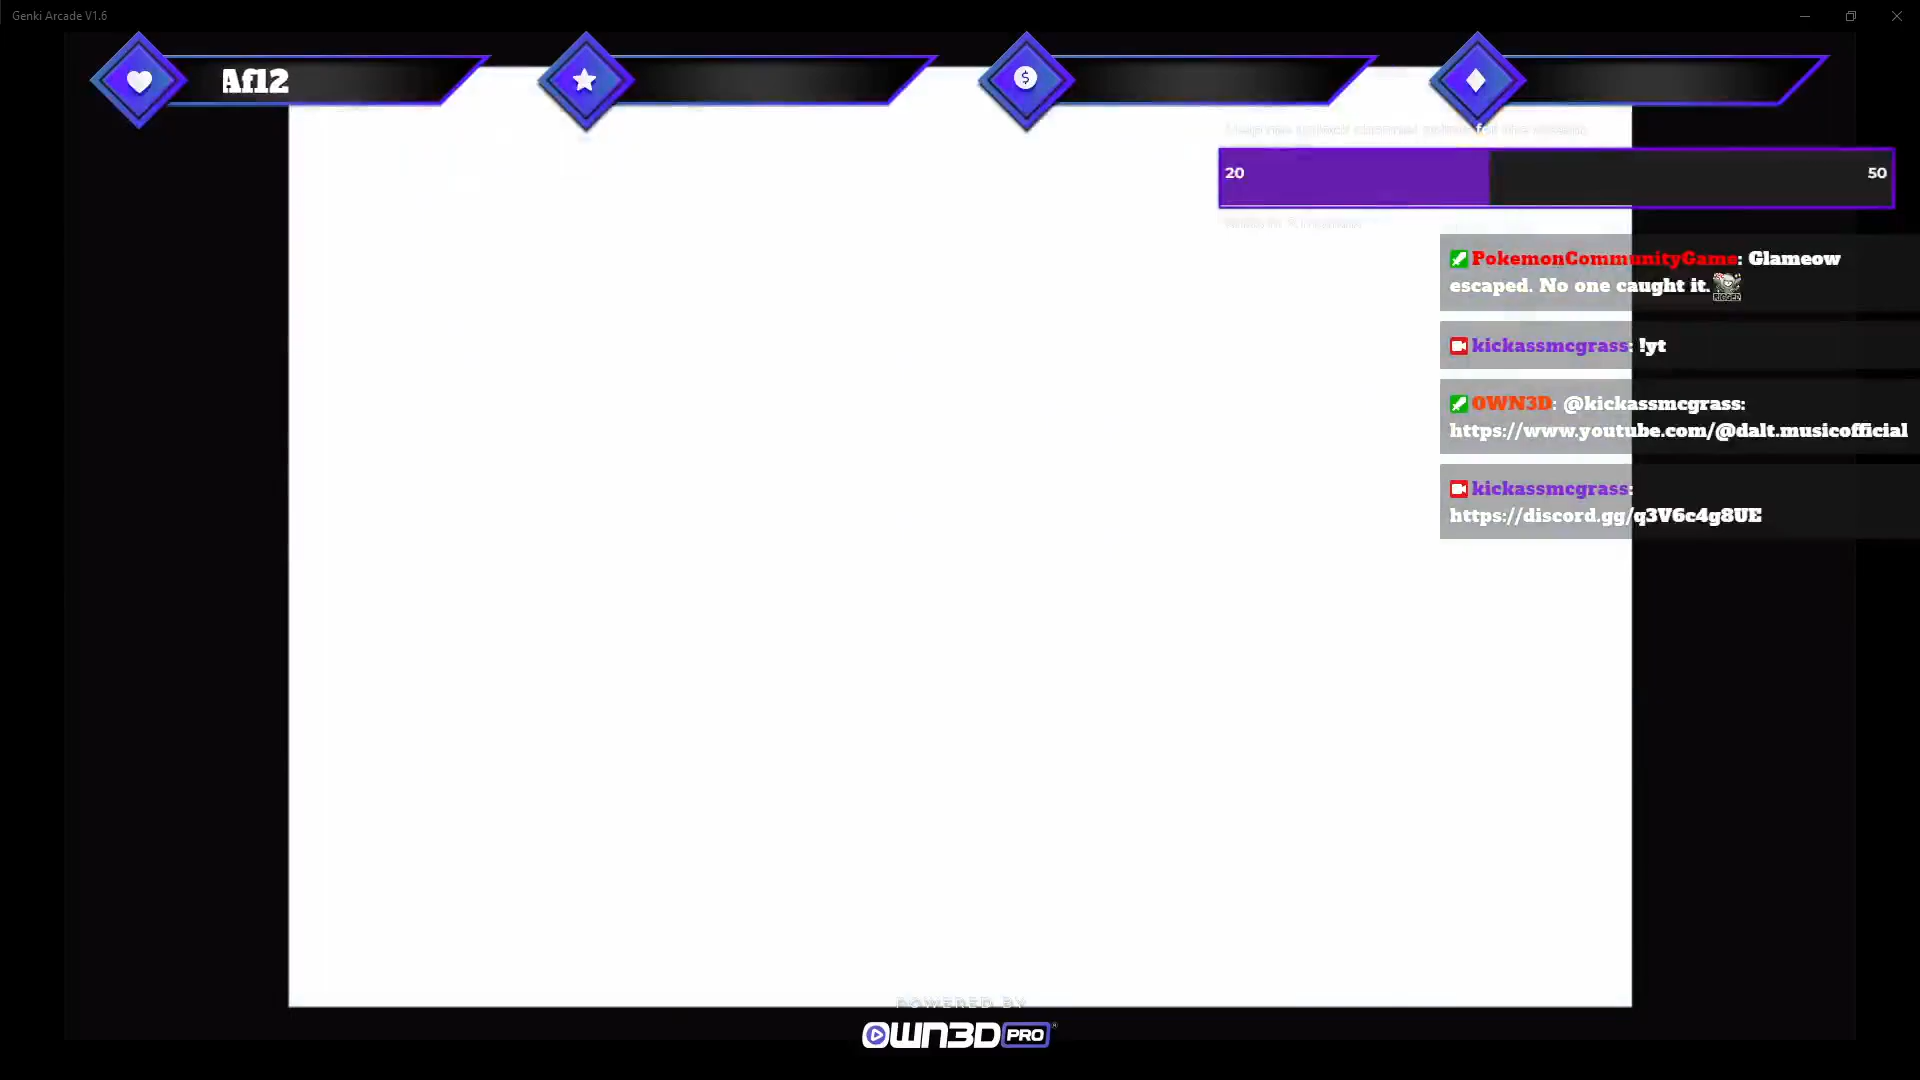 Genki Arcade V1.6
Af12
20
50
PokemonCommunityGame: Glameow
escaped. No one caught it.
kickassmcgrass: !yt
OWN3D: @kickassmcgrass:
https://www.youtube.com/@dalt.musicofficial
kickassmcgrass:
https://discord.gg/q3V6c4g8UE
POWERED BY
OWN3D PRO